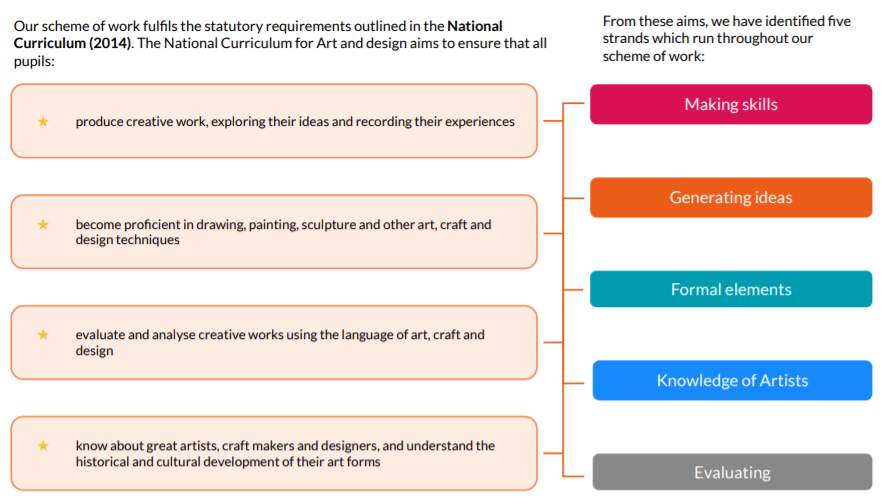 Our scheme of work fulfils the statutory requirements outlined in the National
Curriculum (2014). The National Curriculum for Art and design aims to ensure that all
pupils:
produce creative work, exploring their ideas and recording their experiences
become proficient in drawing, painting, sculpture and other art, craft and
design techniques
evaluate and analyse creative works using the language of art, craft and
design
know about great artists, craft makers and designers, and understand the
historical and cultural development of their art forms
From these aims, we have identified five
strands which run throughout our
scheme of work:
Making skills
Generating ideas
Formal elements
Knowledge of Artists
Evaluating